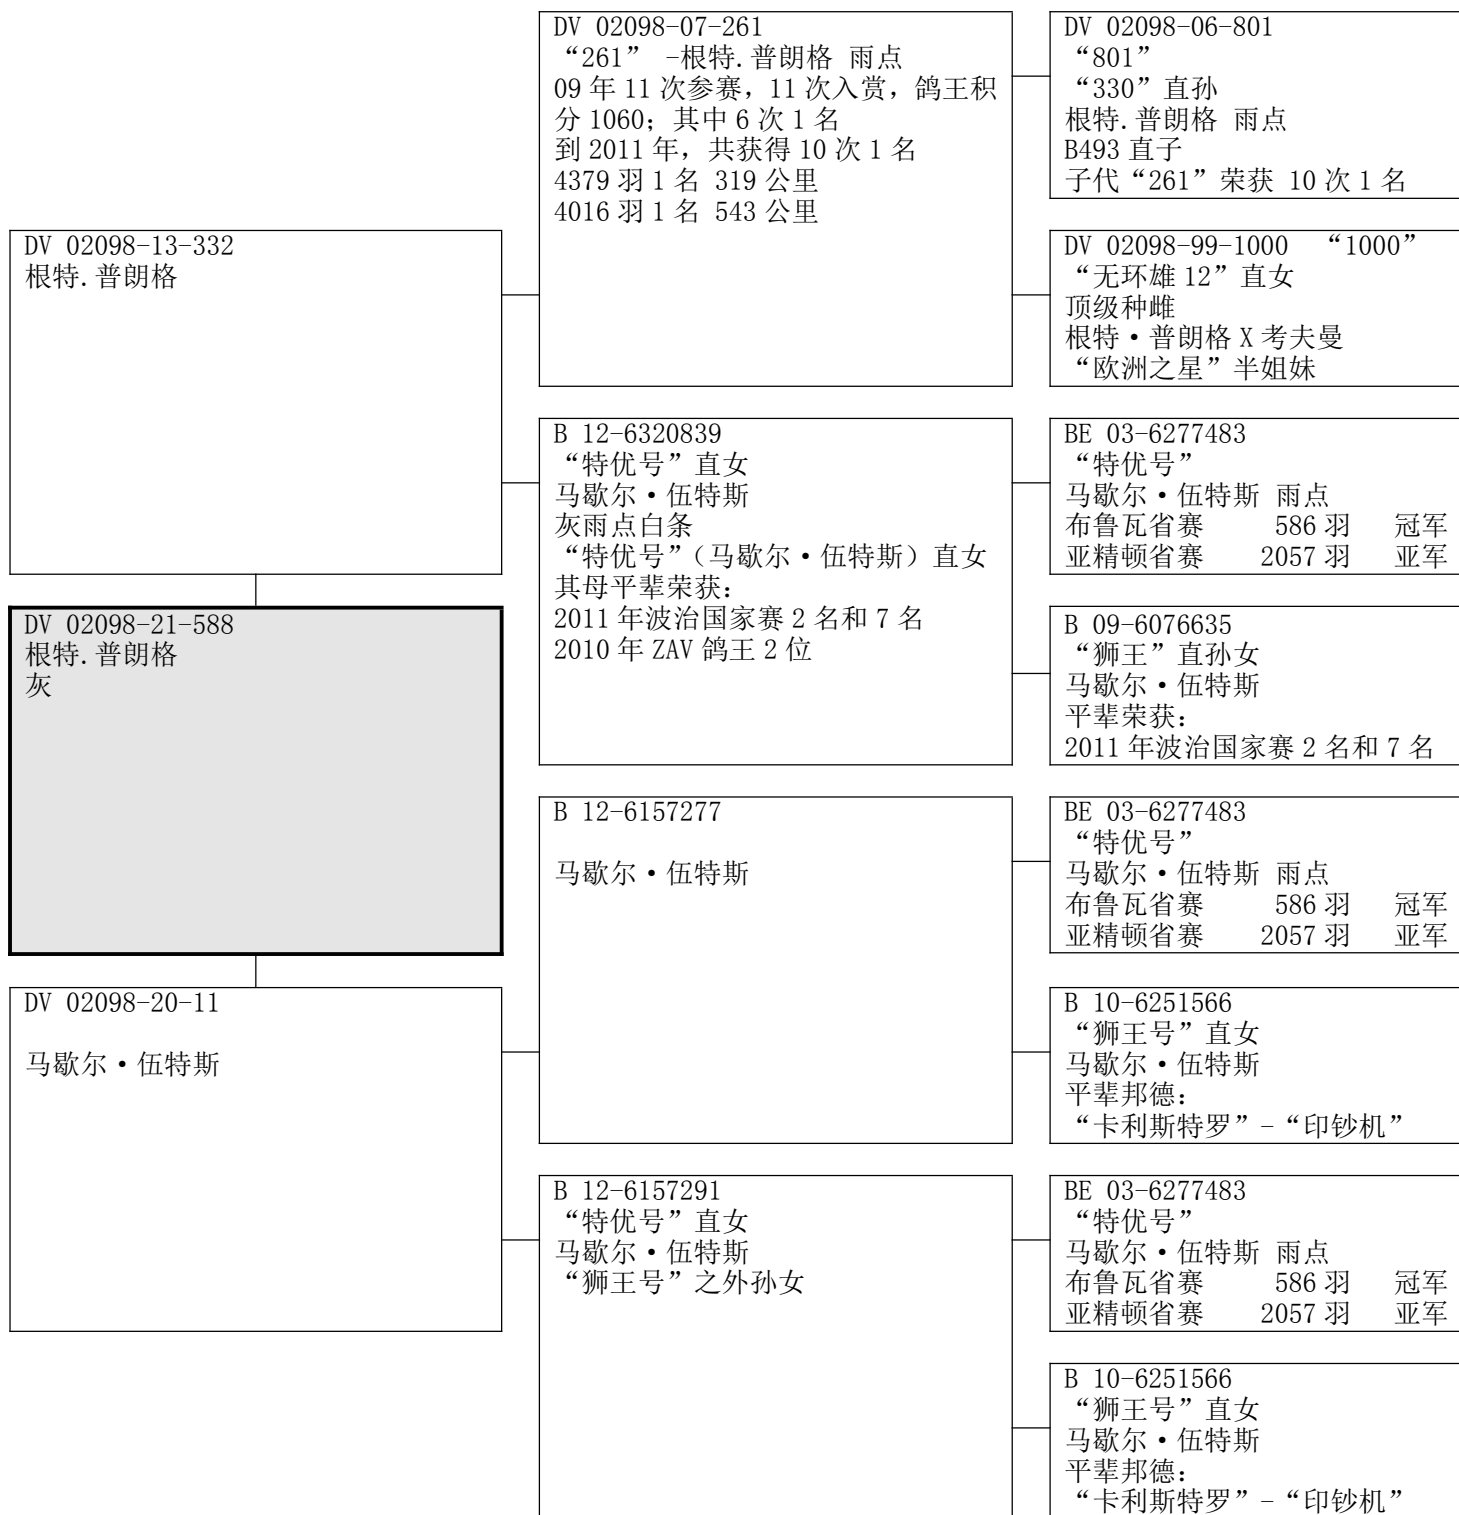 DV 02098-13-332
根特.普朗格
DV 02098-21-588
根特.普朗格
灰
DV 02098-20-11
马歇尔·伍特斯
DV 02098-07-261
“261” -根特.普朗格 雨点
09年11次参赛，11次入赏，鸽王积
分1060；其中6次1名
到2011年，共获得10次1名
4379羽1名 319公里
4016羽1名 543公里
B 12-6320839
“特优号”直女
马歇尔·伍特斯
灰雨点白条
“特优号”（马歇尔·伍特斯）直女
其母平辈荣获：
2011年波治国家赛2名和7名
2010年ZAV鸽王2位
B 12-6157277
马歇尔·伍特斯
B 12-6157291
“特优号”直女
马歇尔·伍特斯
“狮王号”之外孙女
DV 02098-06-801
“801”
“330”直孙
根特.普朗格 雨点
B493直子
子代“261”荣获 10次1名
DV 02098-99-1000 “1000”
“无环雄12”直女
顶级种雌
根特·普朗格X考夫曼
“欧洲之星”半姐妹
BE 03-6277483
“特优号”
马歇尔·伍特斯 雨点
布鲁瓦省赛 586羽 冠军
亚精顿省赛 2057羽 亚军
B 09-6076635
“狮王”直孙女
马歇尔·伍特斯
平辈荣获：
2011年波治国家赛2名和7名
BE 03-6277483
“特优号”
马歇尔·伍特斯 雨点
布鲁瓦省赛 586羽 冠军
亚精顿省赛 2057羽 亚军
B 10-6251566
“狮王号”直女
马歇尔·伍特斯
平辈邦德：
“卡利斯特罗”-“印钞机”
BE 03-6277483
“特优号”
马歇尔·伍特斯 雨点
布鲁瓦省赛 586羽 冠军
亚精顿省赛 2057羽 亚军
B 10-6251566
“狮王号”直女
马歇尔·伍特斯
平辈邦德：
“卡利斯特罗”-“印钞机”